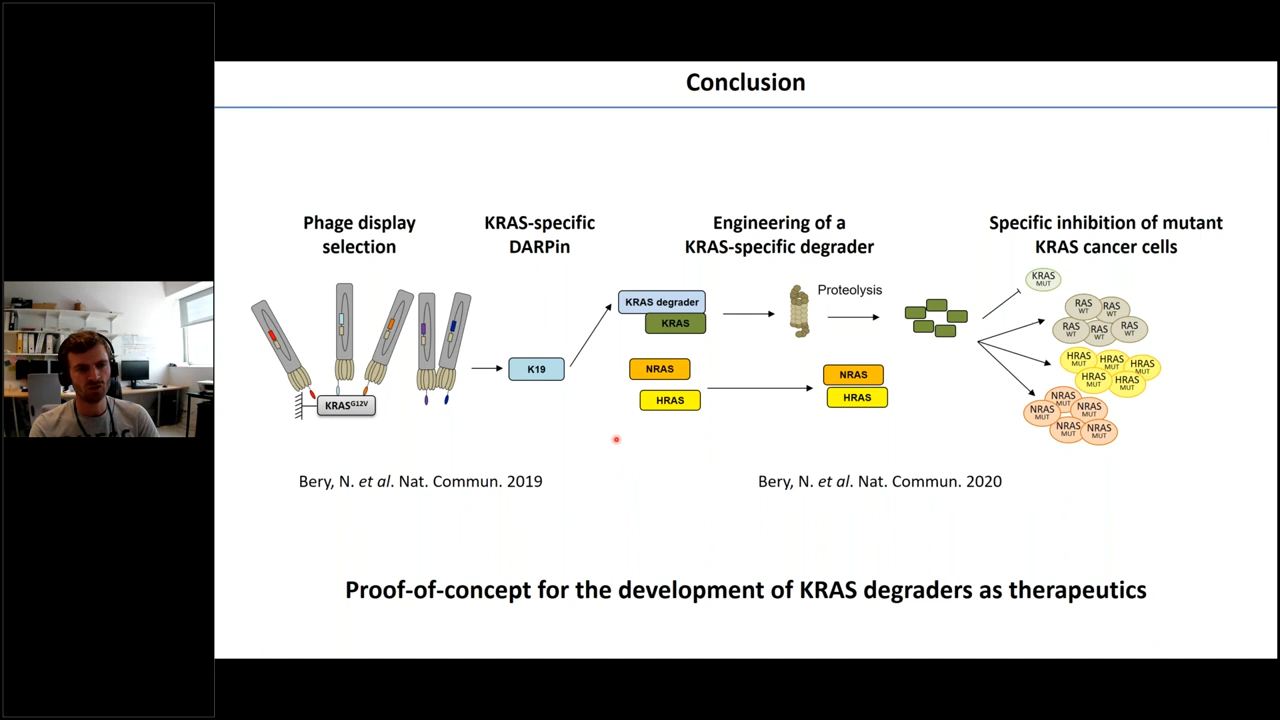 Conclusion
Phage display
selection
KRAS-specific
DARPin
Engineering of a
KRAS-specific degrader
Specific inhibition of mutant
KRAS cancer cells
KRASG12V
K19
KRAS degrader
KRAS
NRAS
HRAS
Proteolysis
NRAS
HRAS
KRAS
MUT
RAS
WT
RAS
WT
RAS
WT
RAS
WT
RAS
WT
HRAS
MUT
HRAS
MUT
HRAS
MUT
HRAS
MUT
HRAS
MUT
NRAS
MUT
NRAS
MUT
NRAS
MUT
NRAS
MUT
NRAS
MUT
Bery, N. et al. Nat. Commun. 2019
Bery, N. et al. Nat. Commun. 2020
Proof-of-concept for the development of KRAS degraders as therapeutics